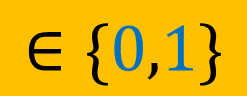 ∈ {0,1}